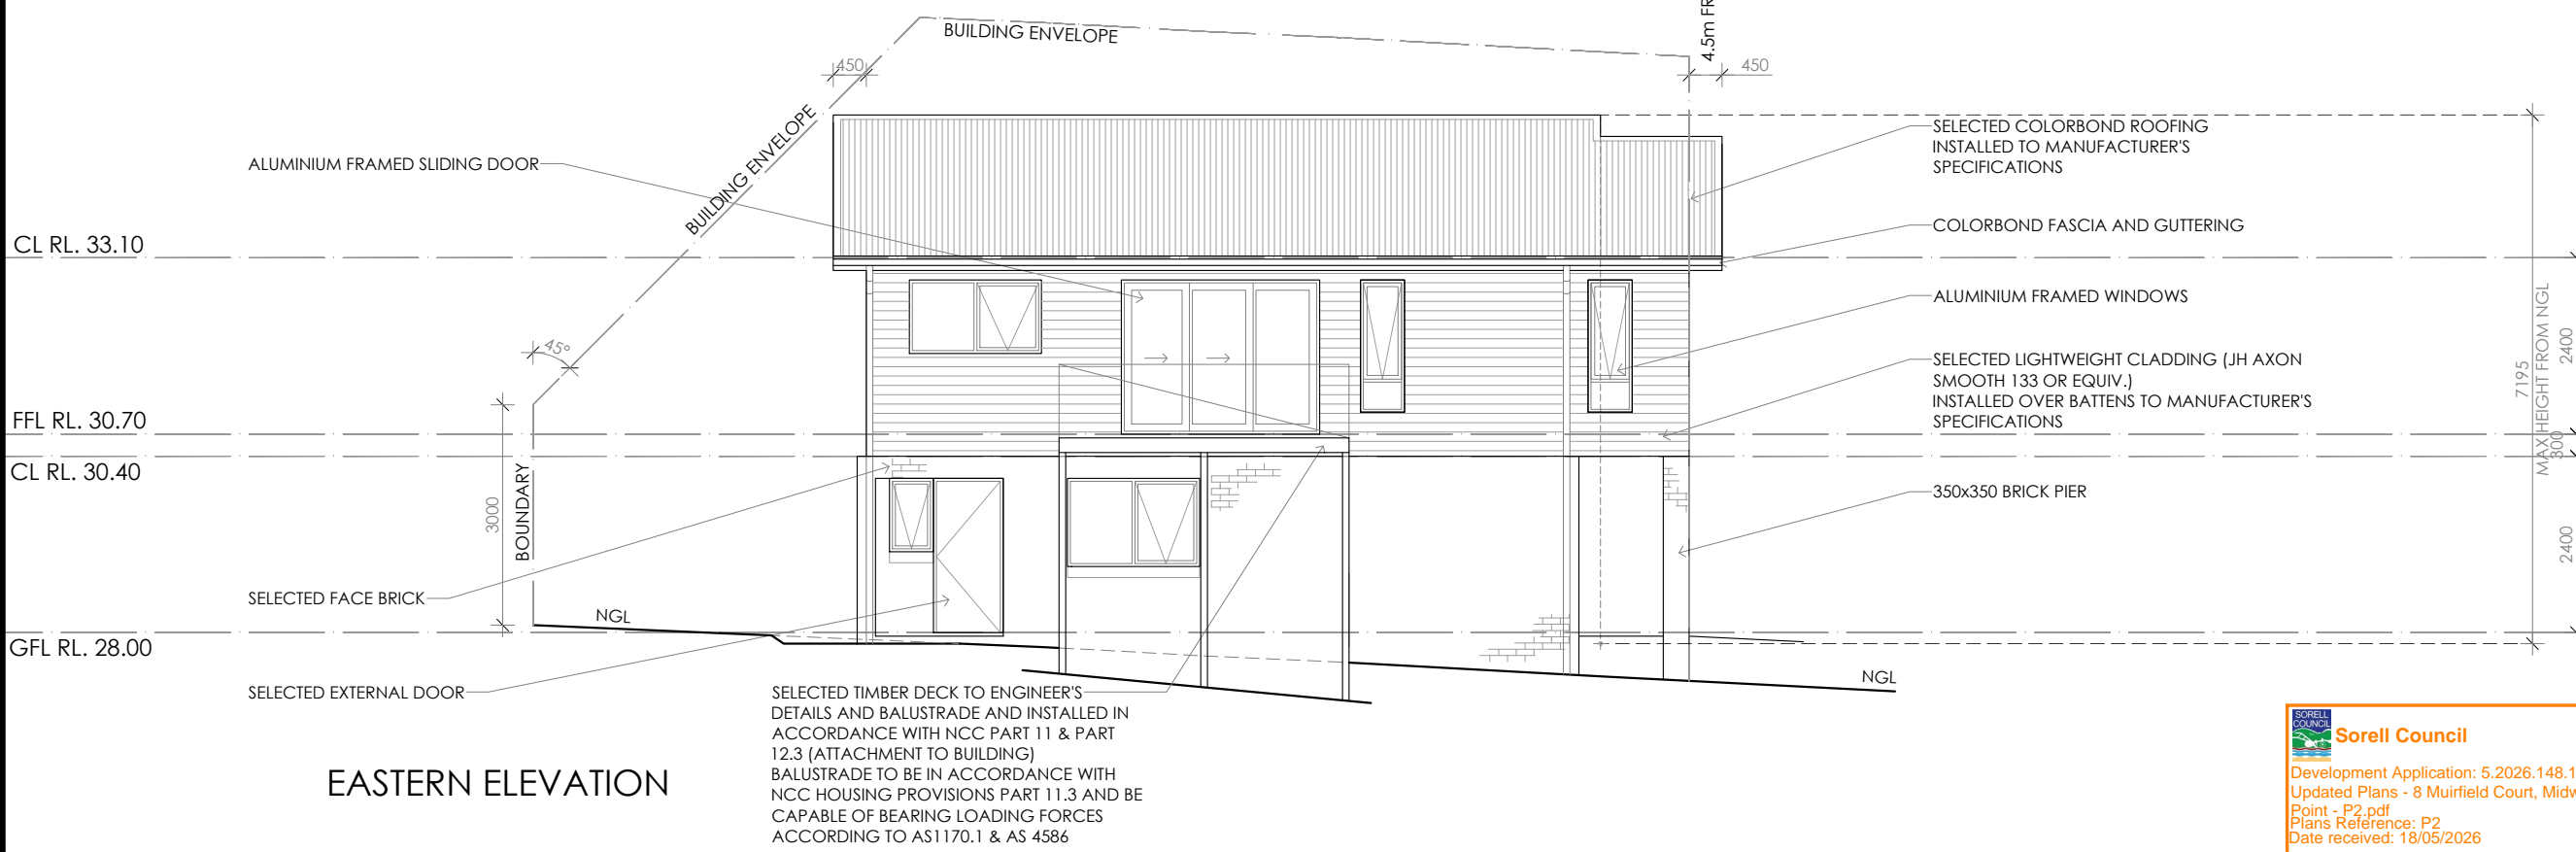 BUILDING ENVELOPE
4.5m FR
450
450
BUILDING ENVELOPE
ALUMINIUM FRAMED SLIDING DOOR
SELECTED COLORBOND ROOFING
INSTALLED TO MANUFACTURER'S
SPECIFICATIONS
COLORBOND FASCIA AND GUTTERING
CL RL. 33.10
ALUMINIUM FRAMED WINDOWS
45°
SELECTED LIGHTWEIGHT CLADDING (JH AXON
SMOOTH 133 OR EQUIV.)
INSTALLED OVER BATTENS TO MANUFACTURER'S
SPECIFICATIONS
7195
MAX HEIGHT FROM NGL
2400
300
2400
FFL RL. 30.70
CL RL. 30.40
350x350 BRICK PIER
3000
BOUNDARY
SELECTED FACE BRICK
NGL
GFL RL. 28.00
NGL
SELECTED EXTERNAL DOOR
SELECTED TIMBER DECK TO ENGINEER'S
DETAILS AND BALUSTRADE AND INSTALLED IN
ACCORDANCE WITH NCC PART 11 & PART
12.3 (ATTACHMENT TO BUILDING)
BALUSTRADE TO BE IN ACCORDANCE WITH
NCC HOUSING PROVISIONS PART 11.3 AND BE
CAPABLE OF BEARING LOADING FORCES
ACCORDING TO AS1170.1 & AS 4586
EASTERN ELEVATION
SORELL
COUNCIL
Sorell Council
Development Application: 5.2026.148.1
Updated Plans - 8 Muirfield Court, Midw
Point - P2.pdf
Plans Reference: P2
Date received: 18/05/2026